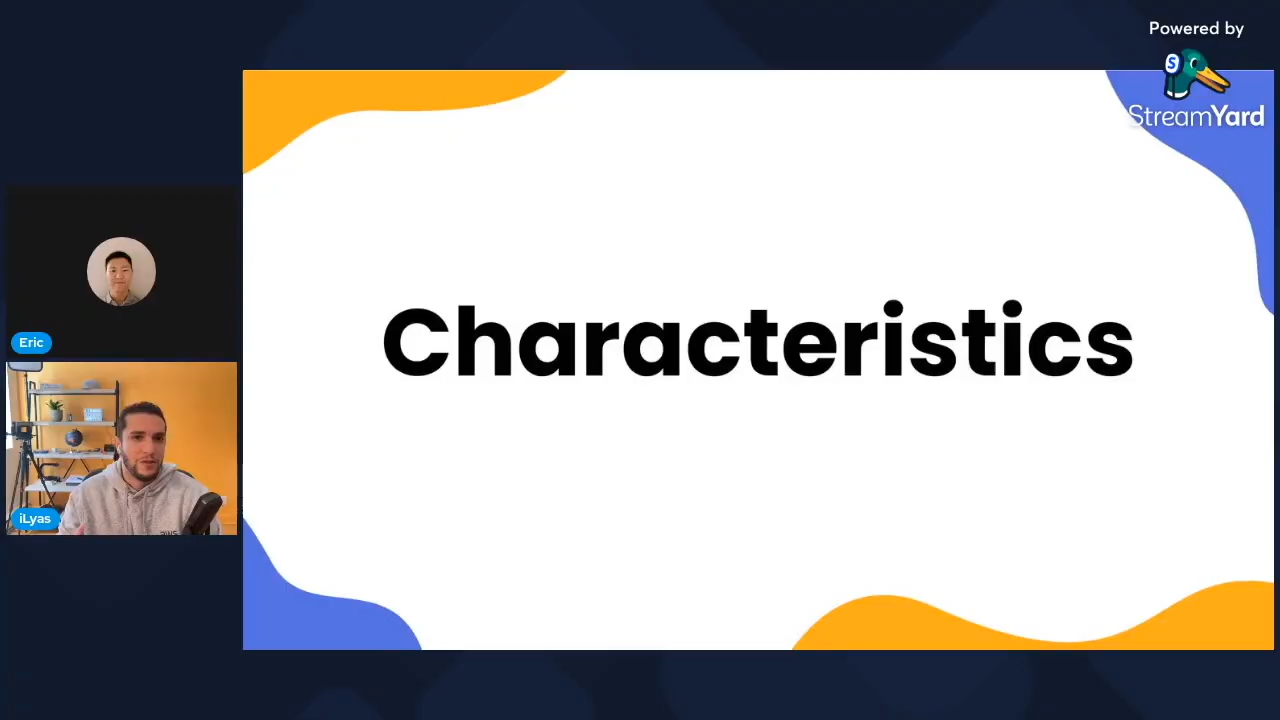 Powered by
StreamYard
Characteristics
Eric
iLyas